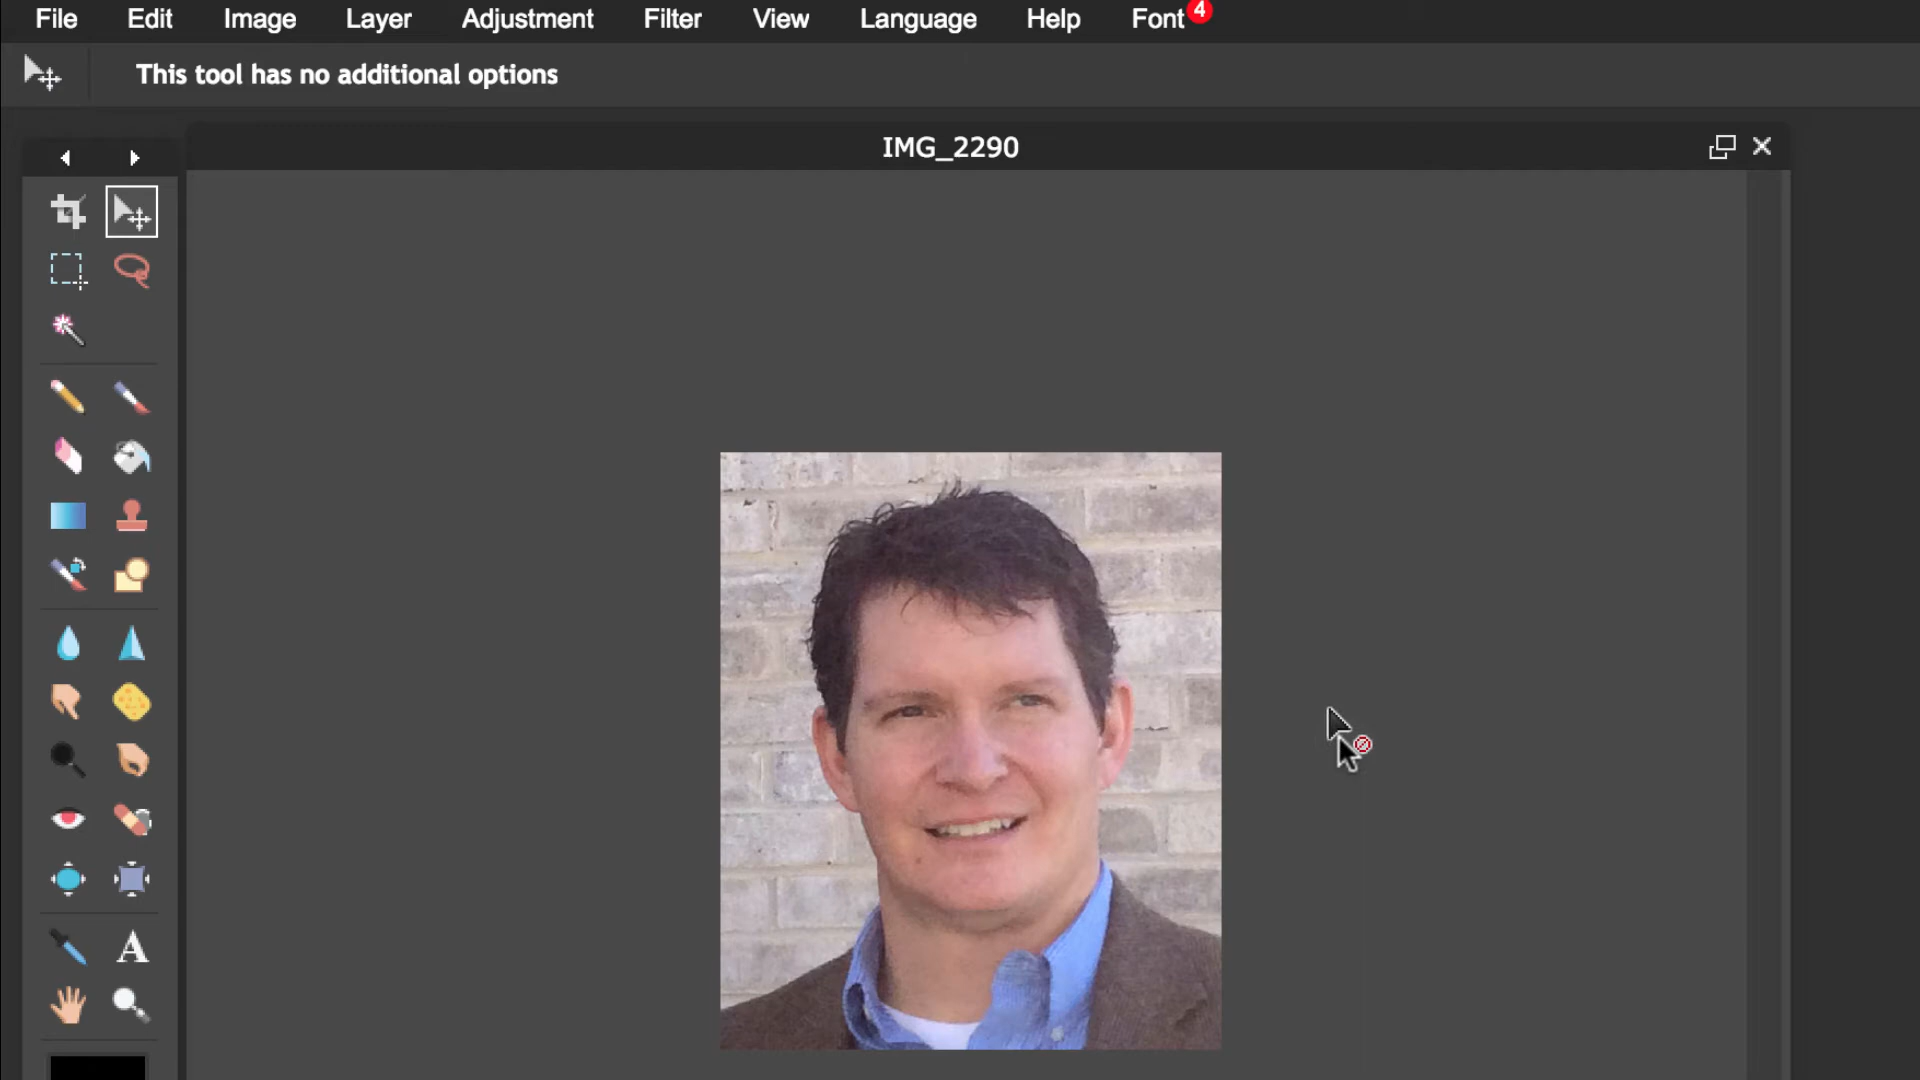 File Edit Image Layer Adjustment Filter View Language Help Font 4
This tool has no additional options
IMG_2290
A